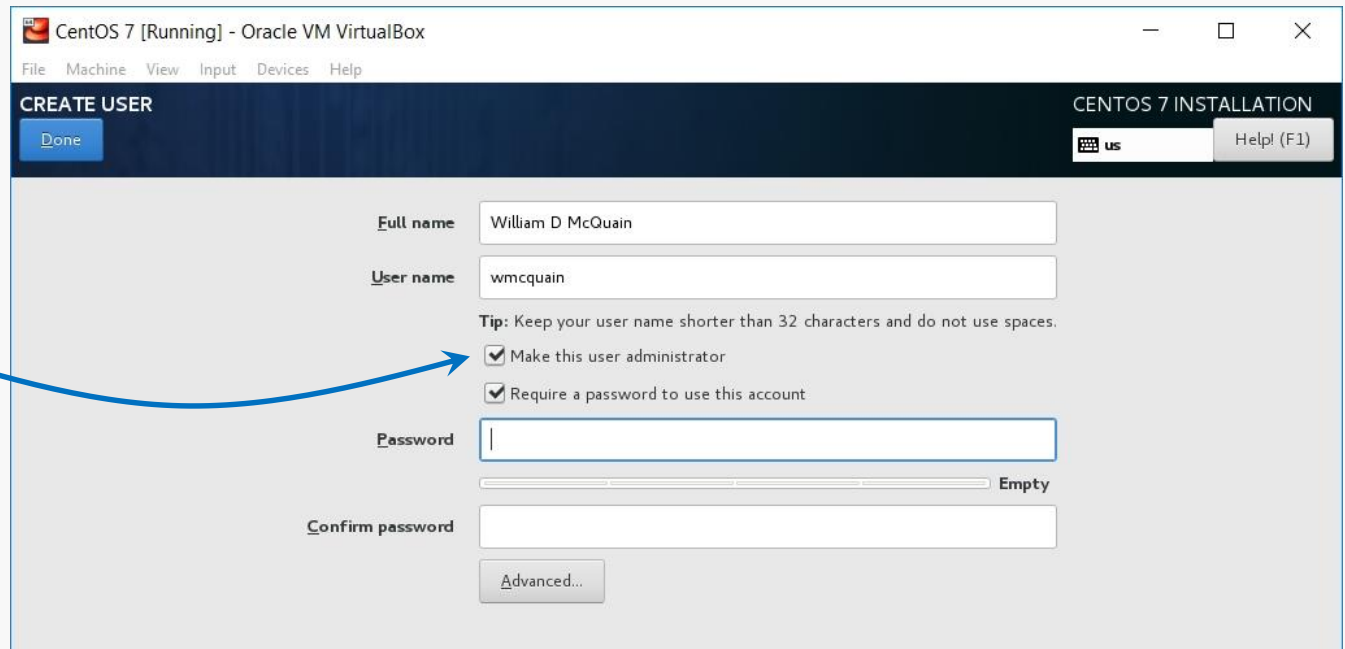 CentOS 7 [Running] - Oracle VM VirtualBox
File Machine View Input Devices Help
CREATE USER
CENTOS 7 INSTALLATION
Done
us
Help! (F1)
Full name
William D McQuain
User name
wmcquain
Tip: Keep your user name shorter than 32 characters and do not use spaces.
Make this user administrator
Require a password to use this account
Password
Empty
Confirm password
Advanced...